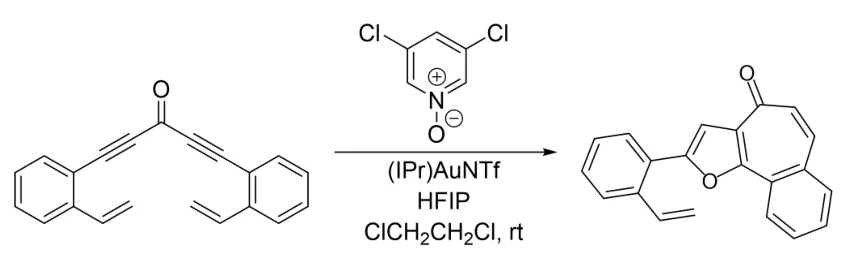 O
Cl
Cl
N
⊕
O
⊖
(IPr)AuNTf
HFIP
ClCH₂CH₂Cl, rt
O
O